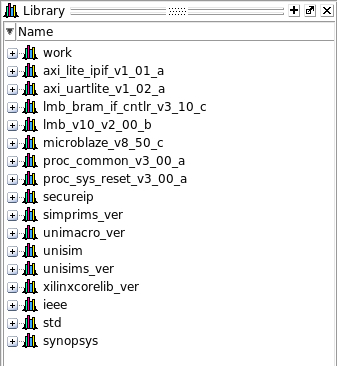 Library
Name
work
axi_lite_ipif_v1_01_a
axi_uartlite_v1_02_a
lmb_bram_if_cntlr_v3_10_c
lmb_v10_v2_00_b
microblaze_v8_50_c
proc_common_v3_00_a
proc_sys_reset_v3_00_a
secureip
simprims_ver
unimacro_ver
unisim
unisims_ver
xilinxcorelib_ver
ieee
std
synopsys